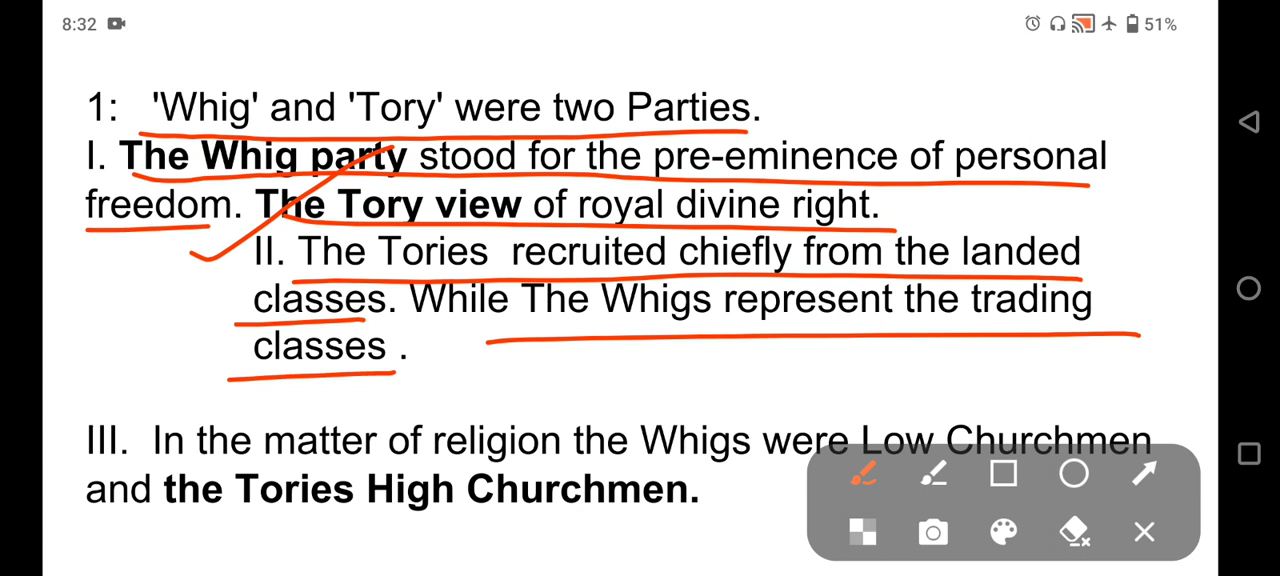 8:32 51%
1: 'Whig' and 'Tory' were two Parties.
I. The Whig party stood for the pre-eminence of personal
freedom. The Tory view of royal divine right.
II. The Tories recruited chiefly from the landed
classes. While The Whigs represent the trading
classes .
III. In the matter of religion the Whigs were Low Churchmen
and the Tories High Churchmen.